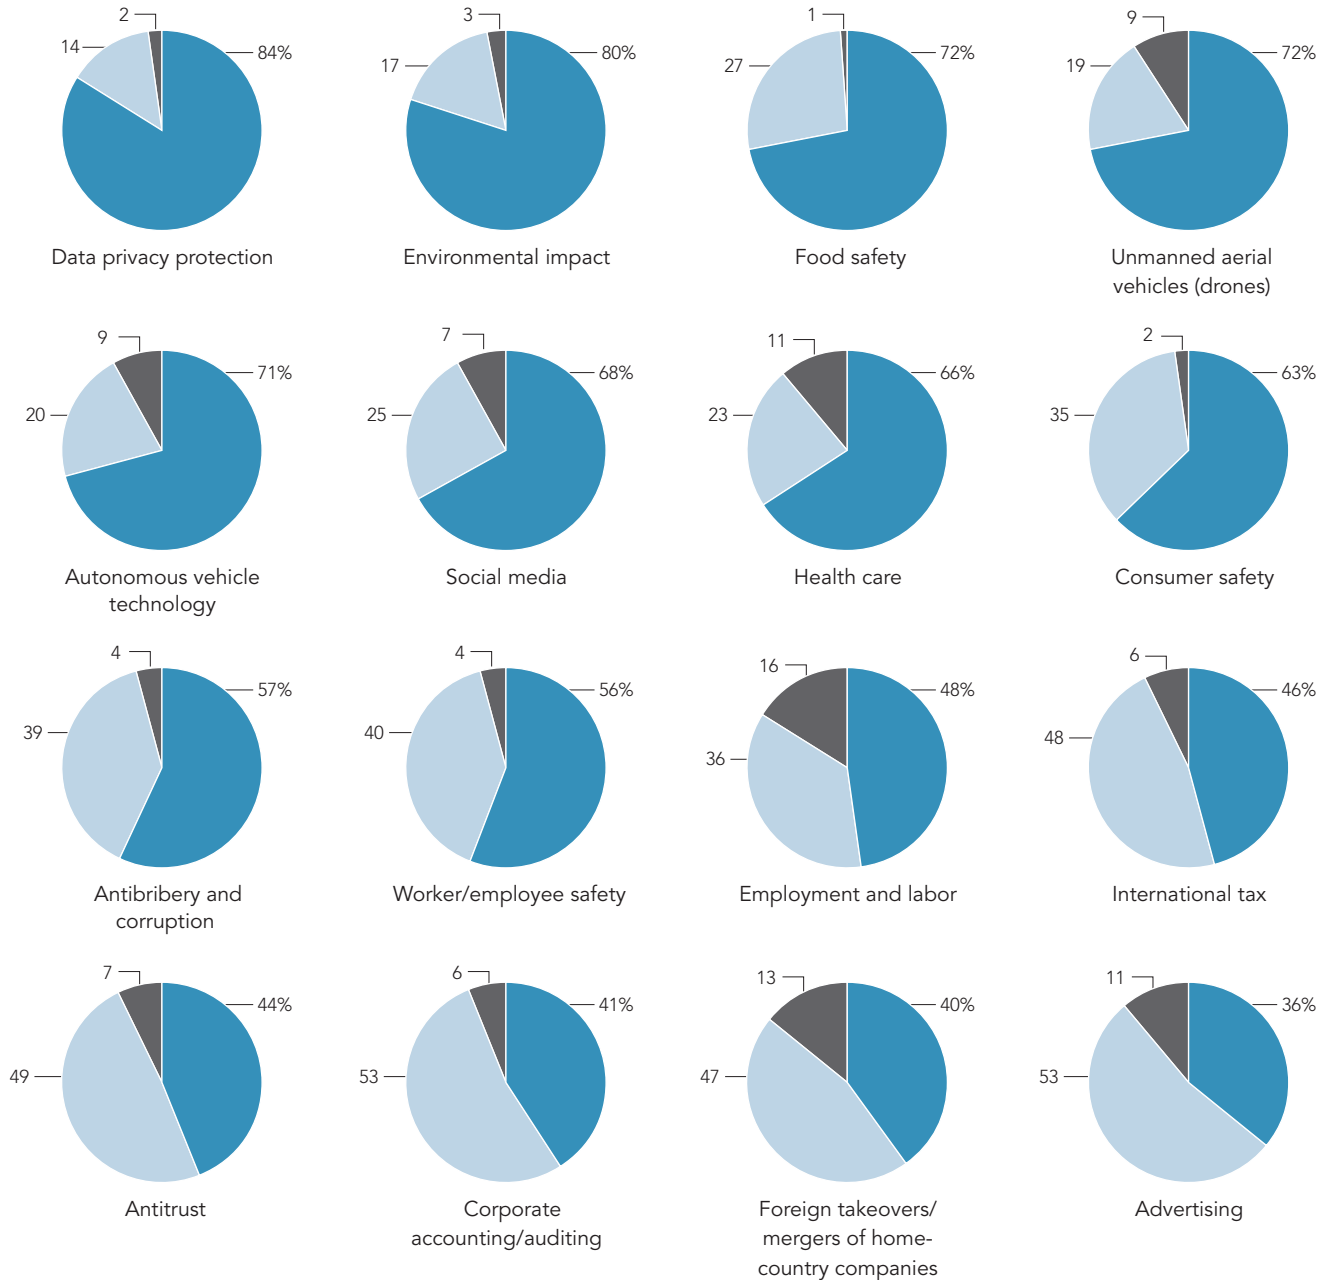 2
14
84%
Data privacy protection
3
17
80%
Environmental impact
1
27
72%
Food safety
9
19
72%
Unmanned aerial
vehicles (drones)
9
20
71%
Autonomous vehicle
technology
7
25
68%
Social media
11
23
66%
Health care
2
35
63%
Consumer safety
4
39
57%
Antibribery and
corruption
4
40
56%
Worker/employee safety
16
36
48%
Employment and labor
6
48
46%
International tax
7
49
44%
Antitrust
6
53
41%
Corporate
accounting/auditing
13
47
40%
Foreign takeovers/
mergers of home-
country companies
11
53
36%
Advertising